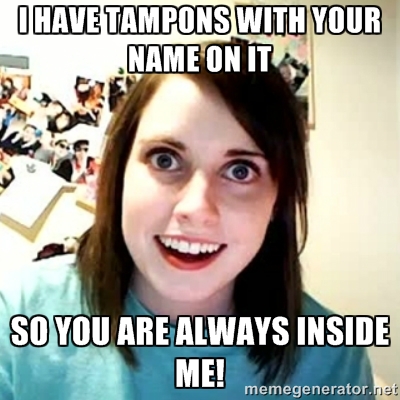 I HAVE TAMPONS WITH YOUR
NAME ON IT
SO YOU ARE ALWAYS INSIDE
ME!
memegenerator.net